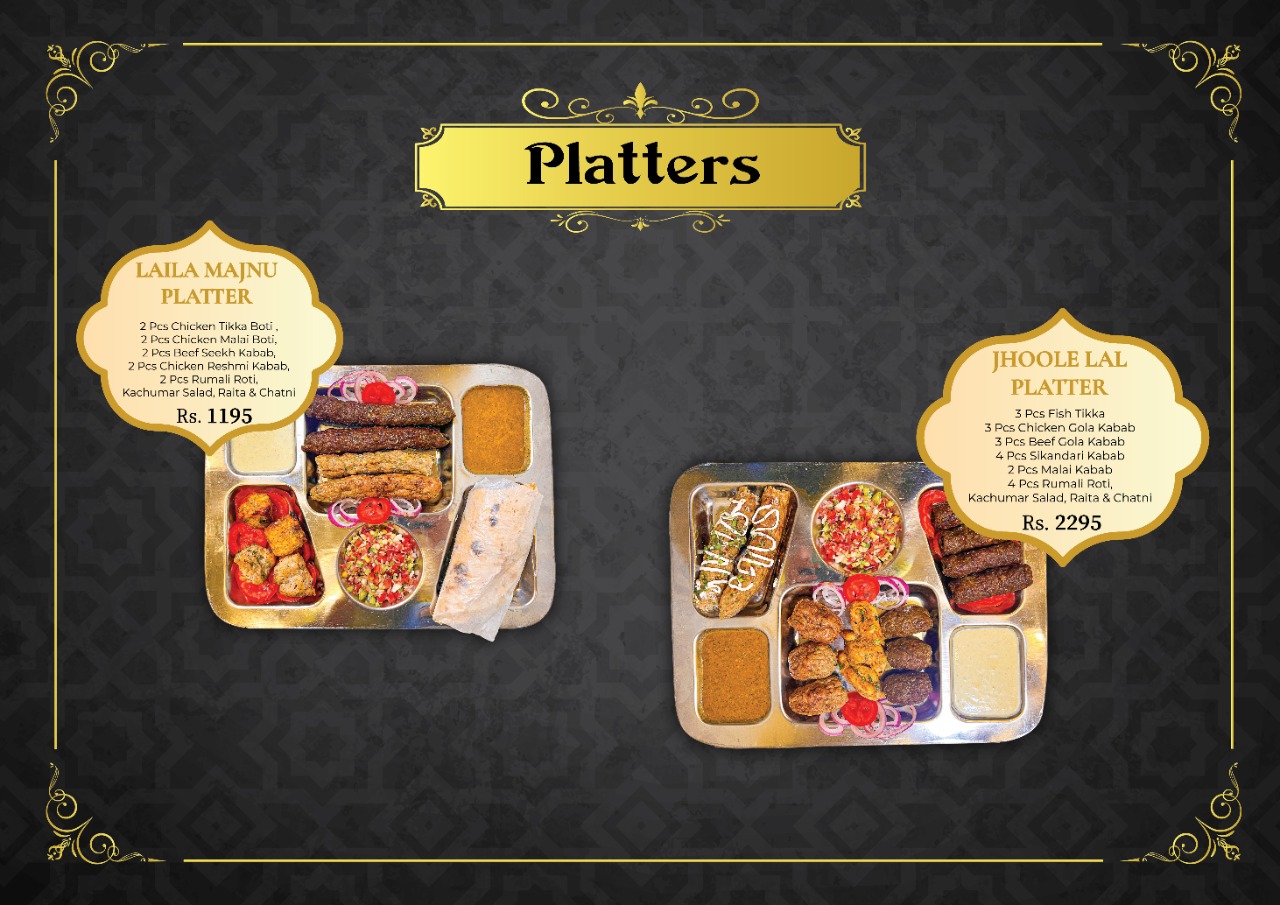 Platters
LAILA MAJNU
PLATTER
2 Pcs Chicken Tikka Boti ,
2 Pcs Chicken Malai Boti,
2 Pcs Beef Seekh Kabab,
2 Pcs Chicken Reshmi Kabab,
2 Pcs Rumali Roti,
Kachumar Salad, Raita & Chatni
Rs. 1195
JHOOLE LAL
PLATTER
3 Pcs Fish Tikka
3 Pcs Chicken Gola Kabab
3 Pcs Beef Gola Kabab
4 Pcs Sikandari Kabab
2 Pcs Malai Kabab
4 Pcs Rumali Roti,
Kachumar Salad, Raita & Chatni
Rs. 2295